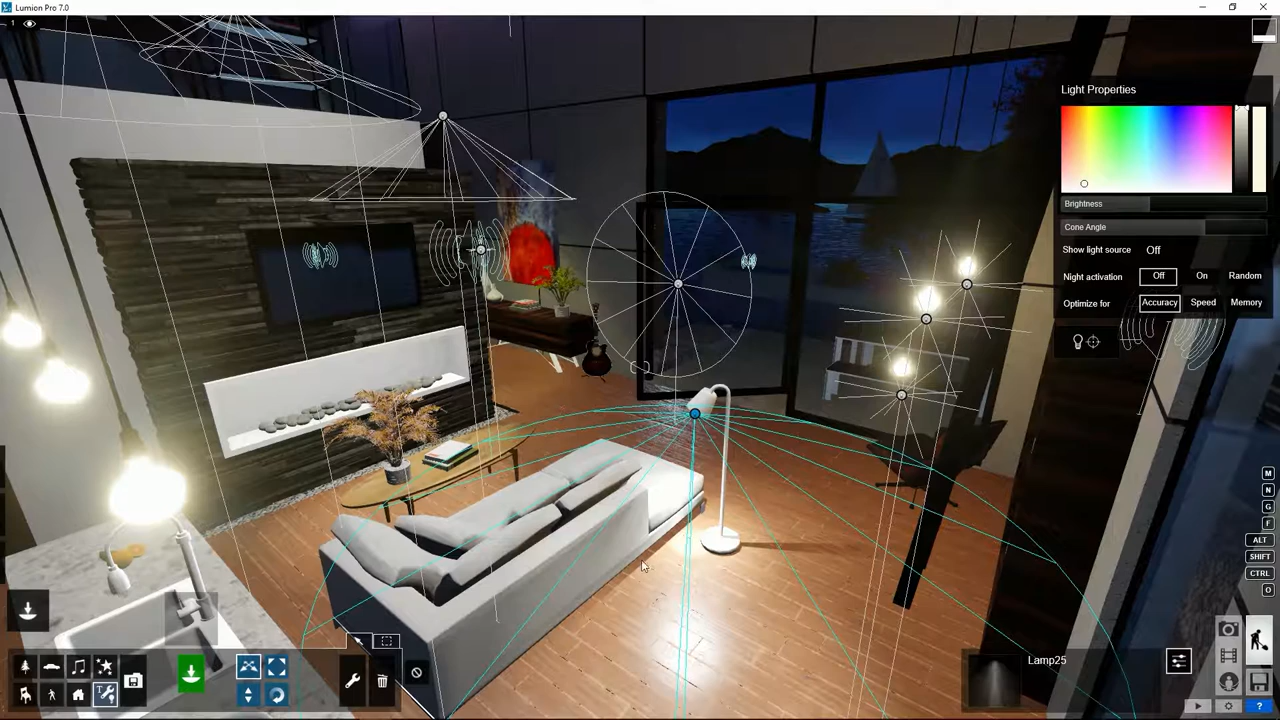 Lumion Pro 7.0
1
Light Properties
Brightness
Cone Angle
Show light source Off
Night activation Off On Random
Optimize for Accuracy Speed Memory
M
N
G
F
ALT
SHIFT
CTRL
O
Lamp25
?